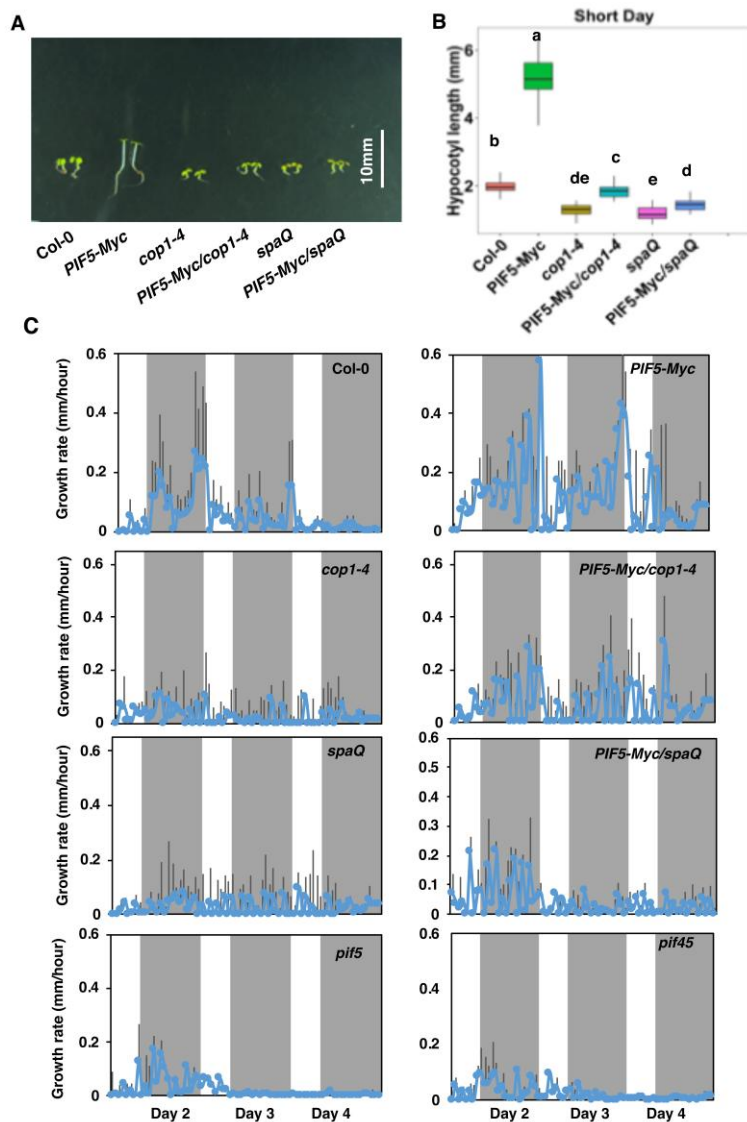 A
10mm
Col-0
PIF5-Myc
cop1-4
PIF5-Myc/cop1-4
spaQ
PIF5-Myc/spaQ
B
Short Day
Hypocotyl length (mm)
6
4
2
a
b
c
de
e
d
Col-0
PIF5-Myc
cop1-4
PIF5-Myc/cop1-4
spaQ
PIF5-Myc/spaQ
C
Growth rate (mm/hour)
0.6
0.4
0.2
0
Col-0
0.6
0.4
0.2
0
PIF5-Myc
Growth rate (mm/hour)
0.6
0.4
0.2
0
cop1-4
0.6
0.4
0.2
0
PIF5-Myc/cop1-4
Growth rate (mm/hour)
0.6
0.4
0.2
0
spaQ
0.6
0.5
0.4
0.3
0.2
0.1
0
PIF5-Myc/spaQ
Growth rate (mm/hour)
0.6
0.4
0.2
0
pif5
0.6
0.4
0.2
0
pif45
Day 2 Day 3 Day 4
Day 2 Day 3 Day 4